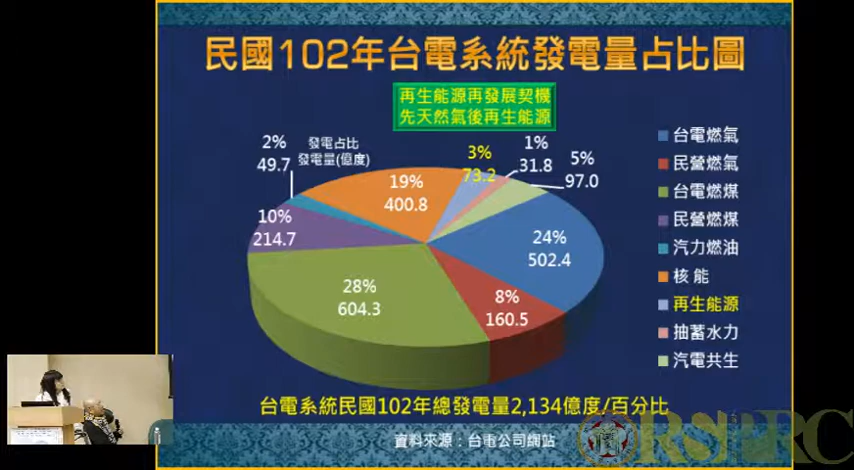 民國102年台電系統發電量占比圖
再生能源再發展契機
先天然氣後再生能源
2%
49.7
發電占比
發電量(億度)
3%
73.2
1%
31.8
5%
97.0
19%
400.8
10%
214.7
24%
502.4
28%
604.3
8%
160.5
台電燃氣
民營燃氣
台電燃煤
民營燃煤
汽力燃油
核能
再生能源
抽蓄水力
汽電共生
台電系統民國102年總發電量2,134億度/百分比
資料來源：台電公司網站
RSPRC